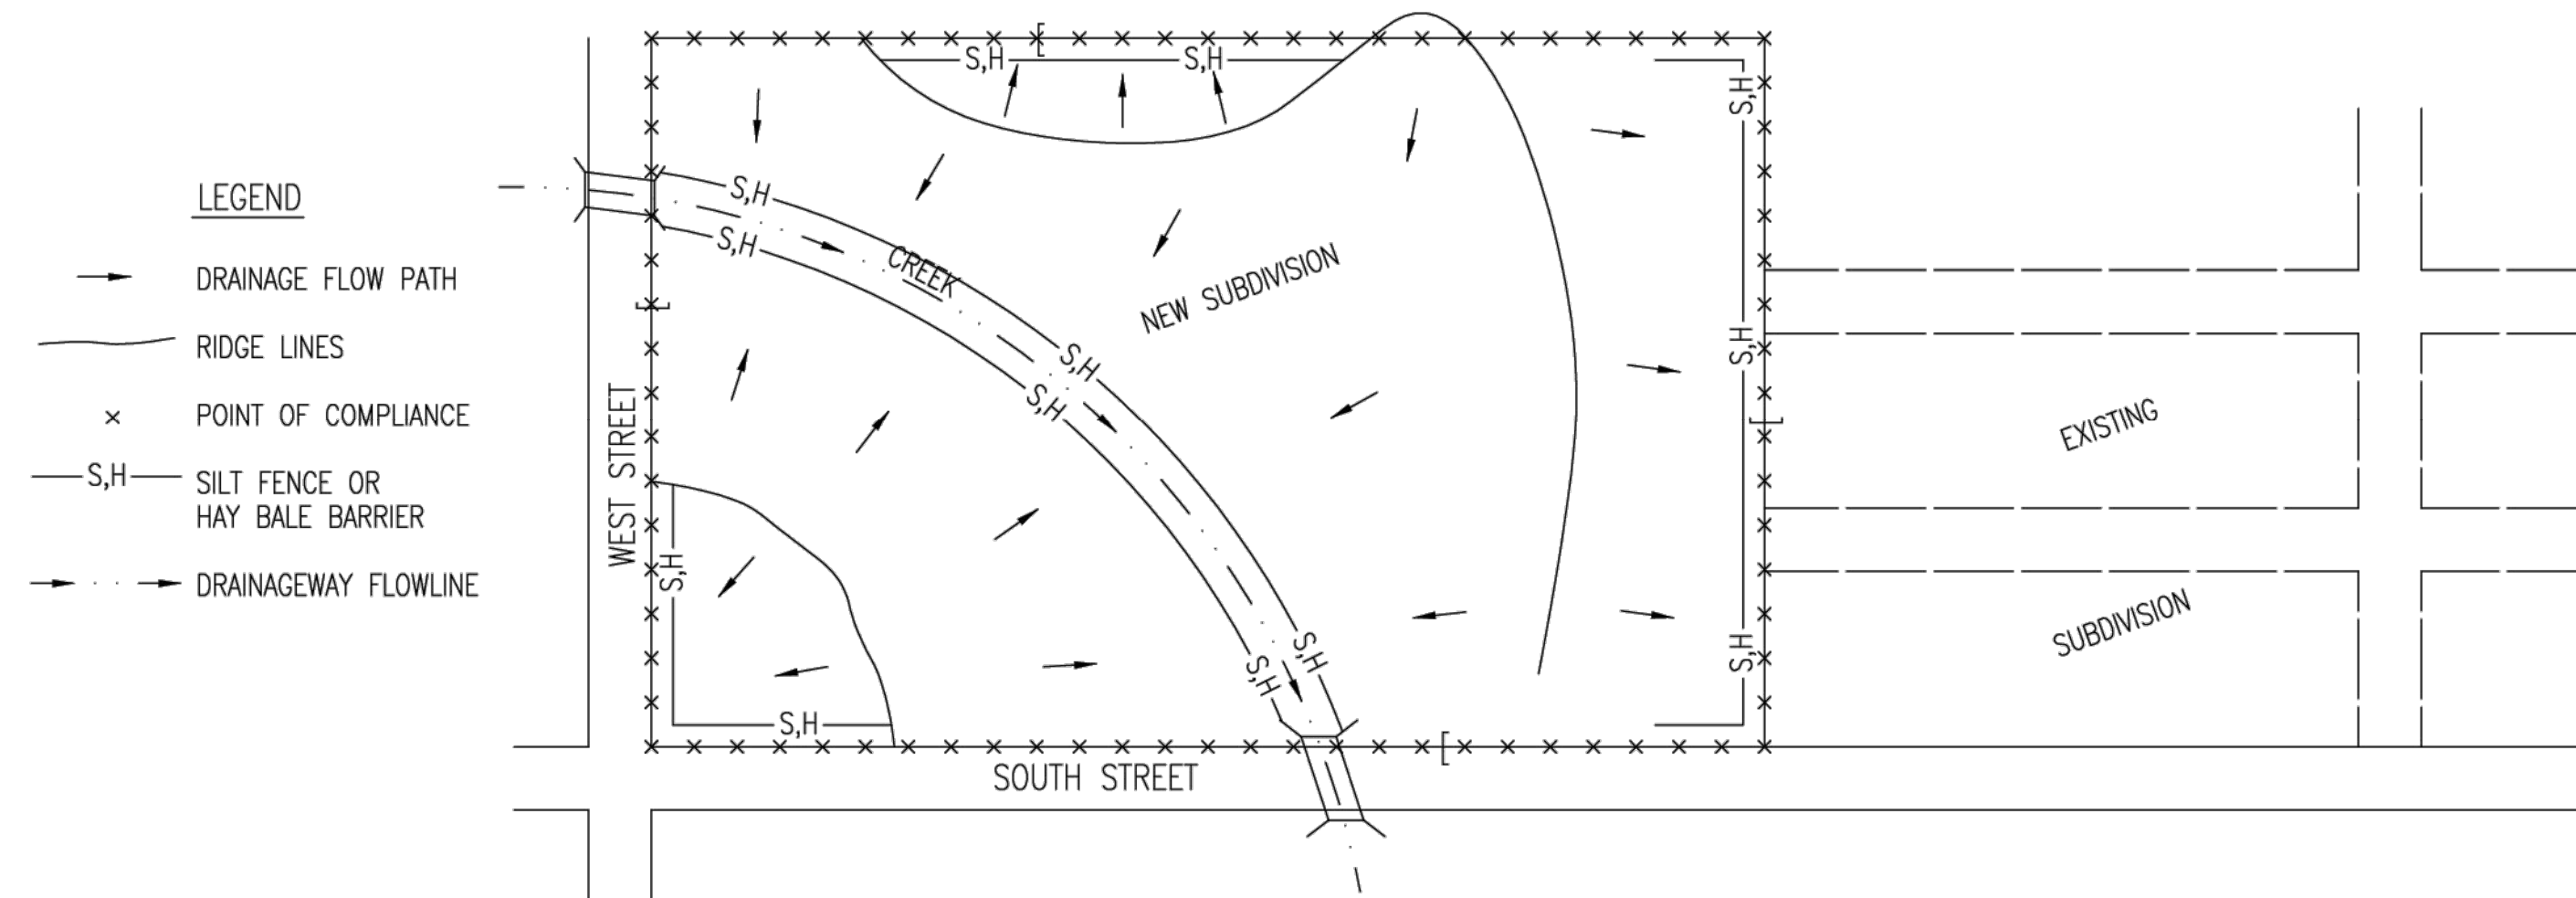 LEGEND
DRAINAGE FLOW PATH
RIDGE LINES
POINT OF COMPLIANCE
S,H
SILT FENCE OR
HAY BALE BARRIER
DRAINAGEWAY FLOWLINE
S,H
S,H
S,H
S,H
S,H
CREEK
NEW SUBDIVISION
S,H
S,H
S,H
WEST STREET
S,H
S,H
S,H
S,H
S,H
SOUTH STREET
EXISTING
SUBDIVISION